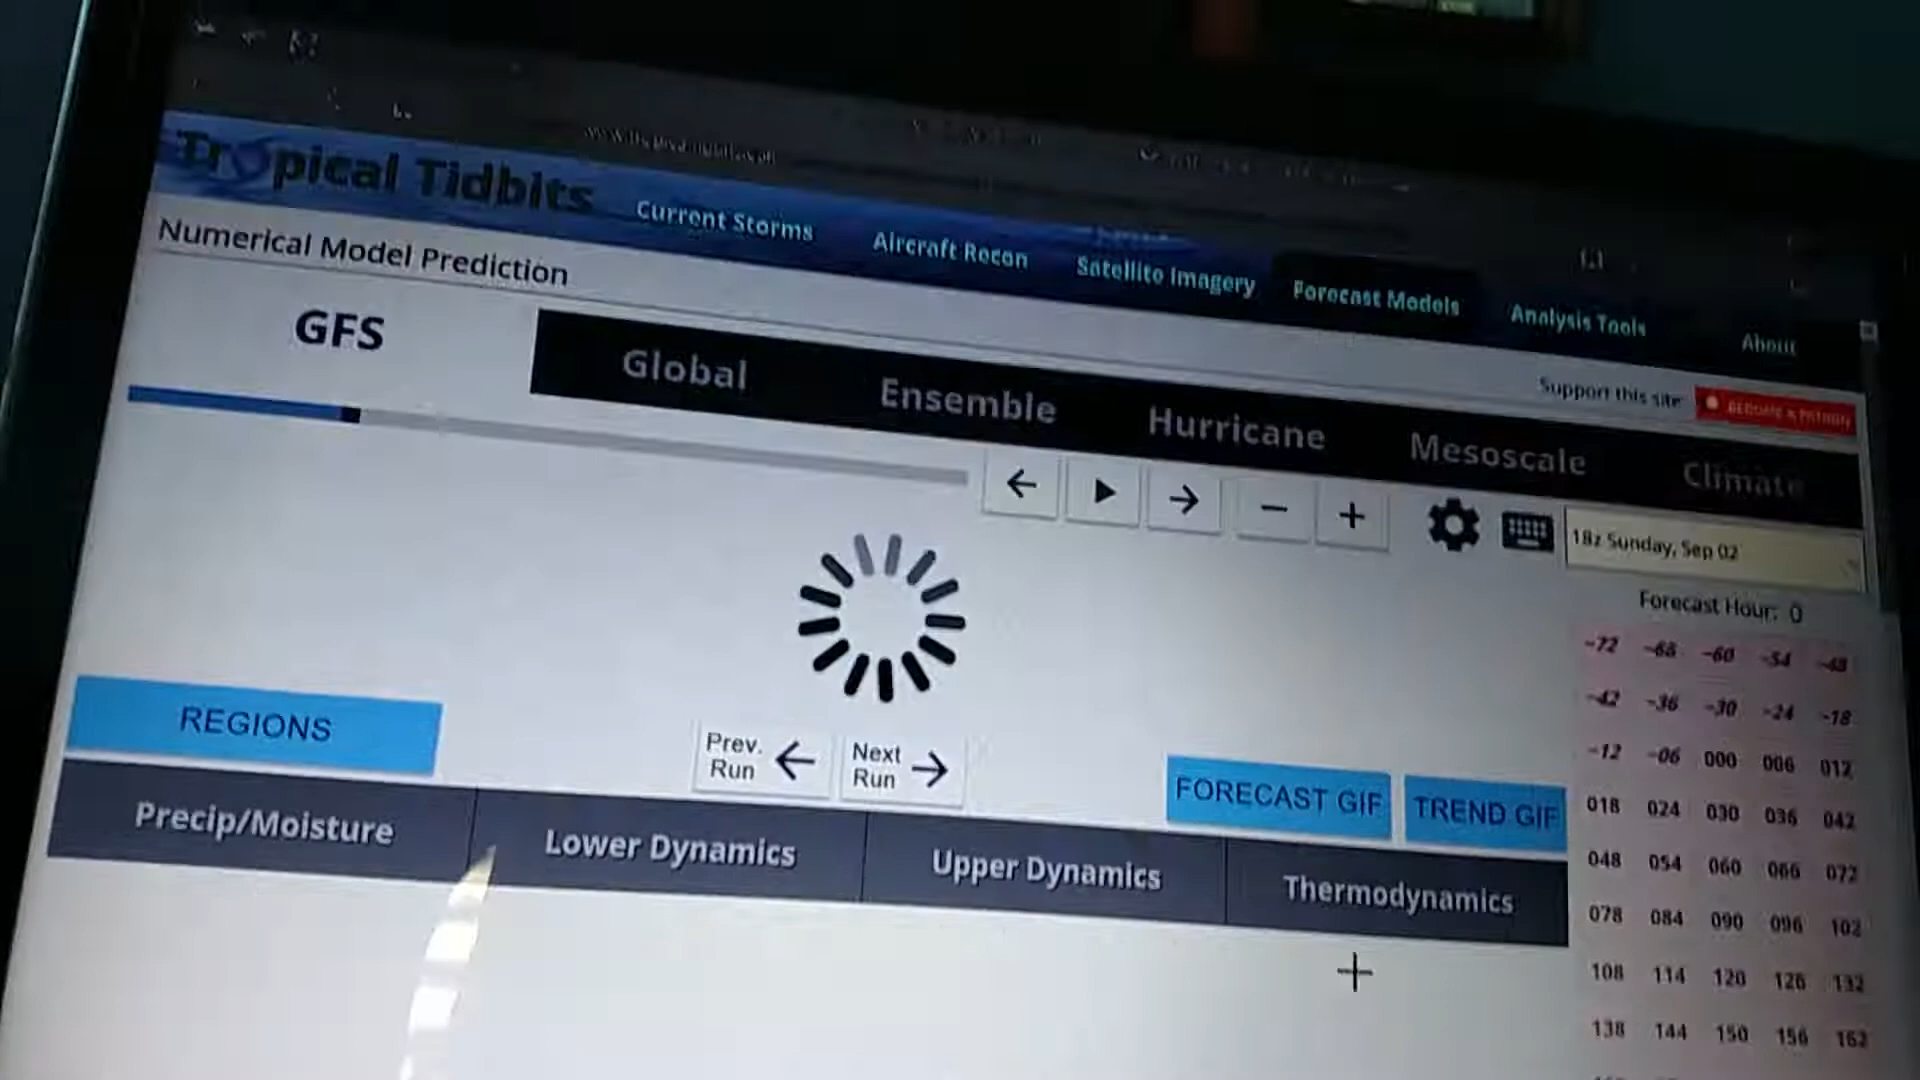 Tropical Tidbits
Current Storms
Aircraft Recon
Satellite Imagery
Forecast Models
Analysis Tools
About
Numerical Model Prediction
Support this site:
BECOME A PATRON
GFS
Global
Ensemble
Hurricane
Mesoscale
Climate
18z Sunday, Sep 02
Forecast Hour: 0
-72 -66 -60 -54 -48
-42 -36 -30 -24 -18
-12 -06 000 006 012
018 024 030 036 042
048 054 060 066 072
078 084 090 096 102
108 114 120 126 132
138 144 150 156 162
REGIONS
Prev. Run
Next Run
FORECAST GIF
TREND GIF
Precip/Moisture
Lower Dynamics
Upper Dynamics
Thermodynamics